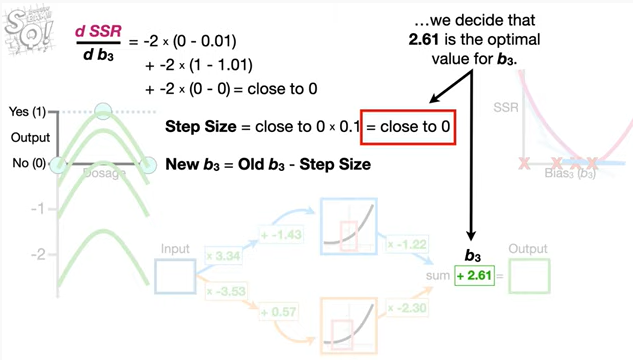 StatQuest!
d SSR
d b₃
= -2 × (0 - 0.01)
+ -2 × (1 - 1.01)
+ -2 × (0 - 0) = close to 0
…we decide that
2.61 is the optimal
value for b₃.
Step Size = close to 0 × 0.1 = close to 0
New b₃ = Old b₃ - Step Size
Yes (1)
Output
No (0)
Dosage
-1
-2
SSR
Bias₃ (b₃)
Input
× 3.34
+ -1.43
× -1.22
× -3.53
+ 0.57
× -2.30
b₃
sum + 2.61 =
Output